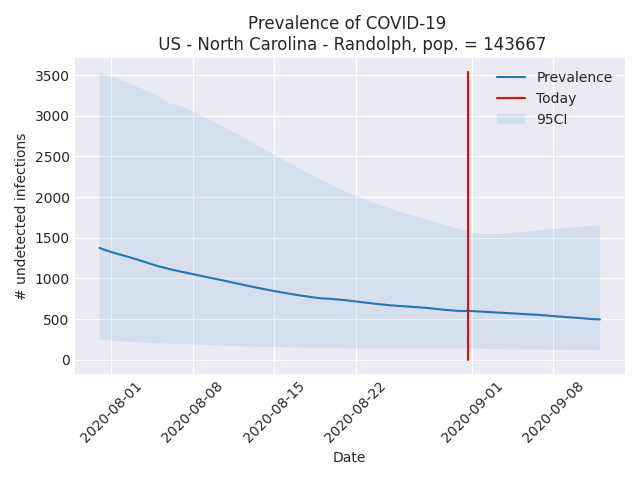 Prevalence of COVID-19
US - North Carolina - Randolph, pop. = 143667
3500
3000
2500
2000
1500
1000
500
0
# undetected infections
Prevalence
Today
95CI
2020-08-01
2020-08-08
2020-08-15
2020-08-22
2020-09-01
2020-09-08
Date